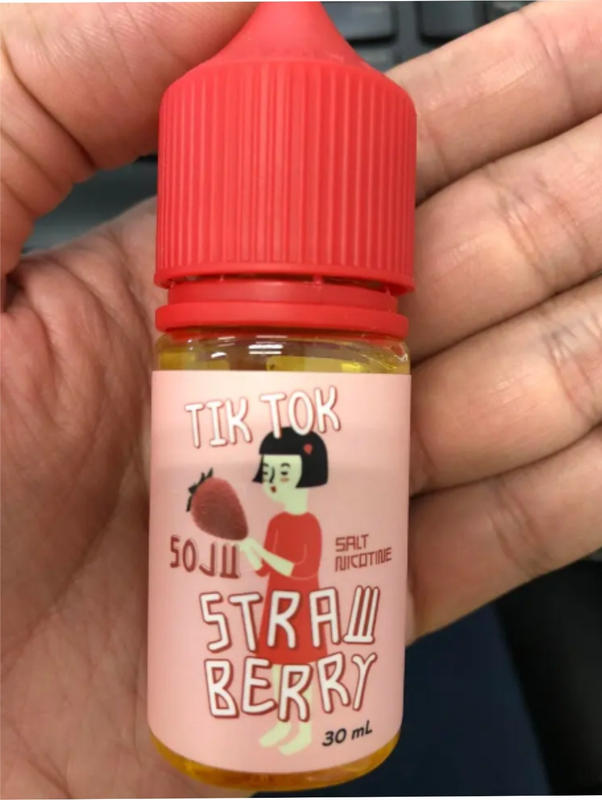 TIK TOK
SOJU
SALT
NICOTINE
STRAW
BERRY
30 mL